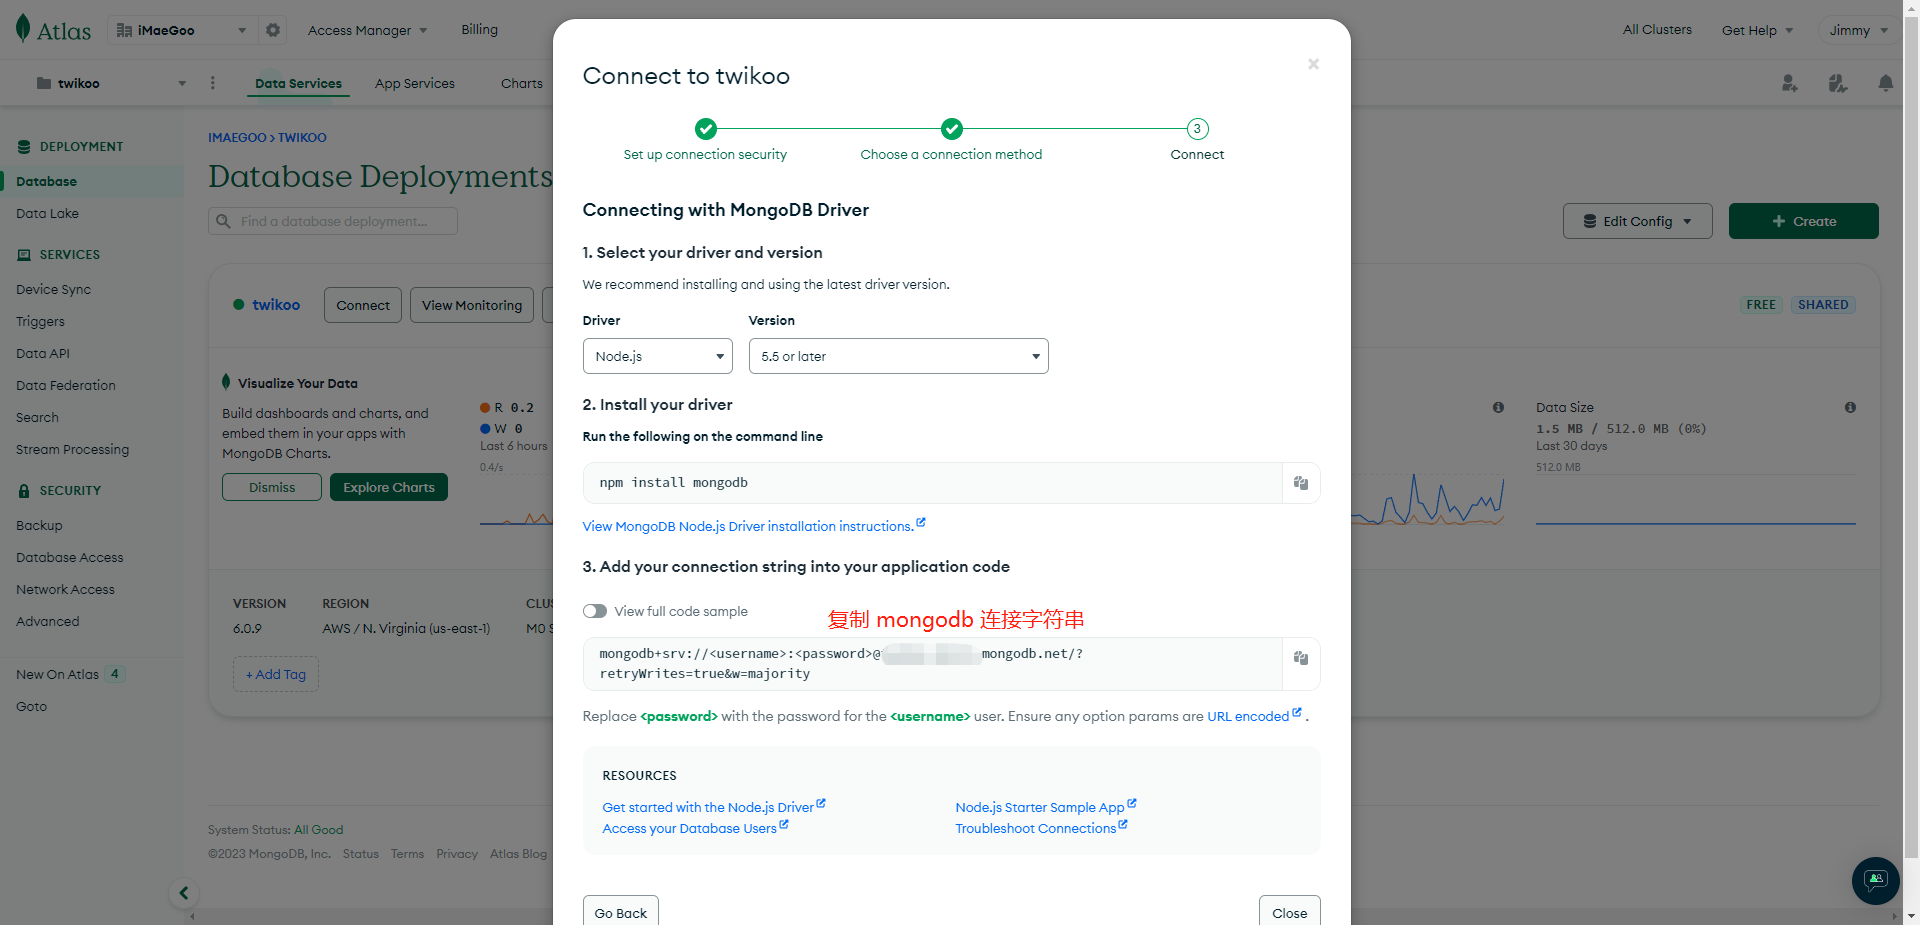 Atlas
iMaeGoo
Access Manager
Billing
All Clusters
Get Help
Jimmy
twikoo
Data Services
App Services
Charts
DEPLOYMENT
Database
Data Lake
SERVICES
Device Sync
Triggers
Data API
Data Federation
Search
Stream Processing
SECURITY
Backup
Database Access
Network Access
Advanced
New On Atlas 4
Goto
IMAEGOO > TWIKOO
Database Deployments
Find a database deployment...
Edit Config
+ Create
twikoo
Connect
View Monitoring
FREE
SHARED
Visualize Your Data
Build dashboards and charts, and
embed them in your apps with
MongoDB Charts.
Dismiss
Explore Charts
R 0.2
W 0
Last 6 hours
0.4/s
Data Size
1.5 MB / 512.0 MB (0%)
Last 30 days
512.0 MB
VERSION
6.0.9
REGION
AWS / N. Virginia (us-east-1)
CLUS
M0 S
+ Add Tag
System Status: All Good
©2023 MongoDB, Inc. Status Terms Privacy Atlas Blog
Connect to twikoo
3
Set up connection security
Choose a connection method
Connect
Connecting with MongoDB Driver
1. Select your driver and version
We recommend installing and using the latest driver version.
Driver
Version
Node.js
5.5 or later
2. Install your driver
Run the following on the command line
npm install mongodb
View MongoDB Node.js Driver installation instructions.
3. Add your connection string into your application code
View full code sample
复制 mongodb 连接字符串
mongodb+srv://<username>:<password>@ mongodb.net/?
retryWrites=true&w=majority
Replace <password> with the password for the <username> user. Ensure any option params are URL encoded .
RESOURCES
Get started with the Node.js Driver
Node.js Starter Sample App
Access your Database Users
Troubleshoot Connections
Go Back
Close